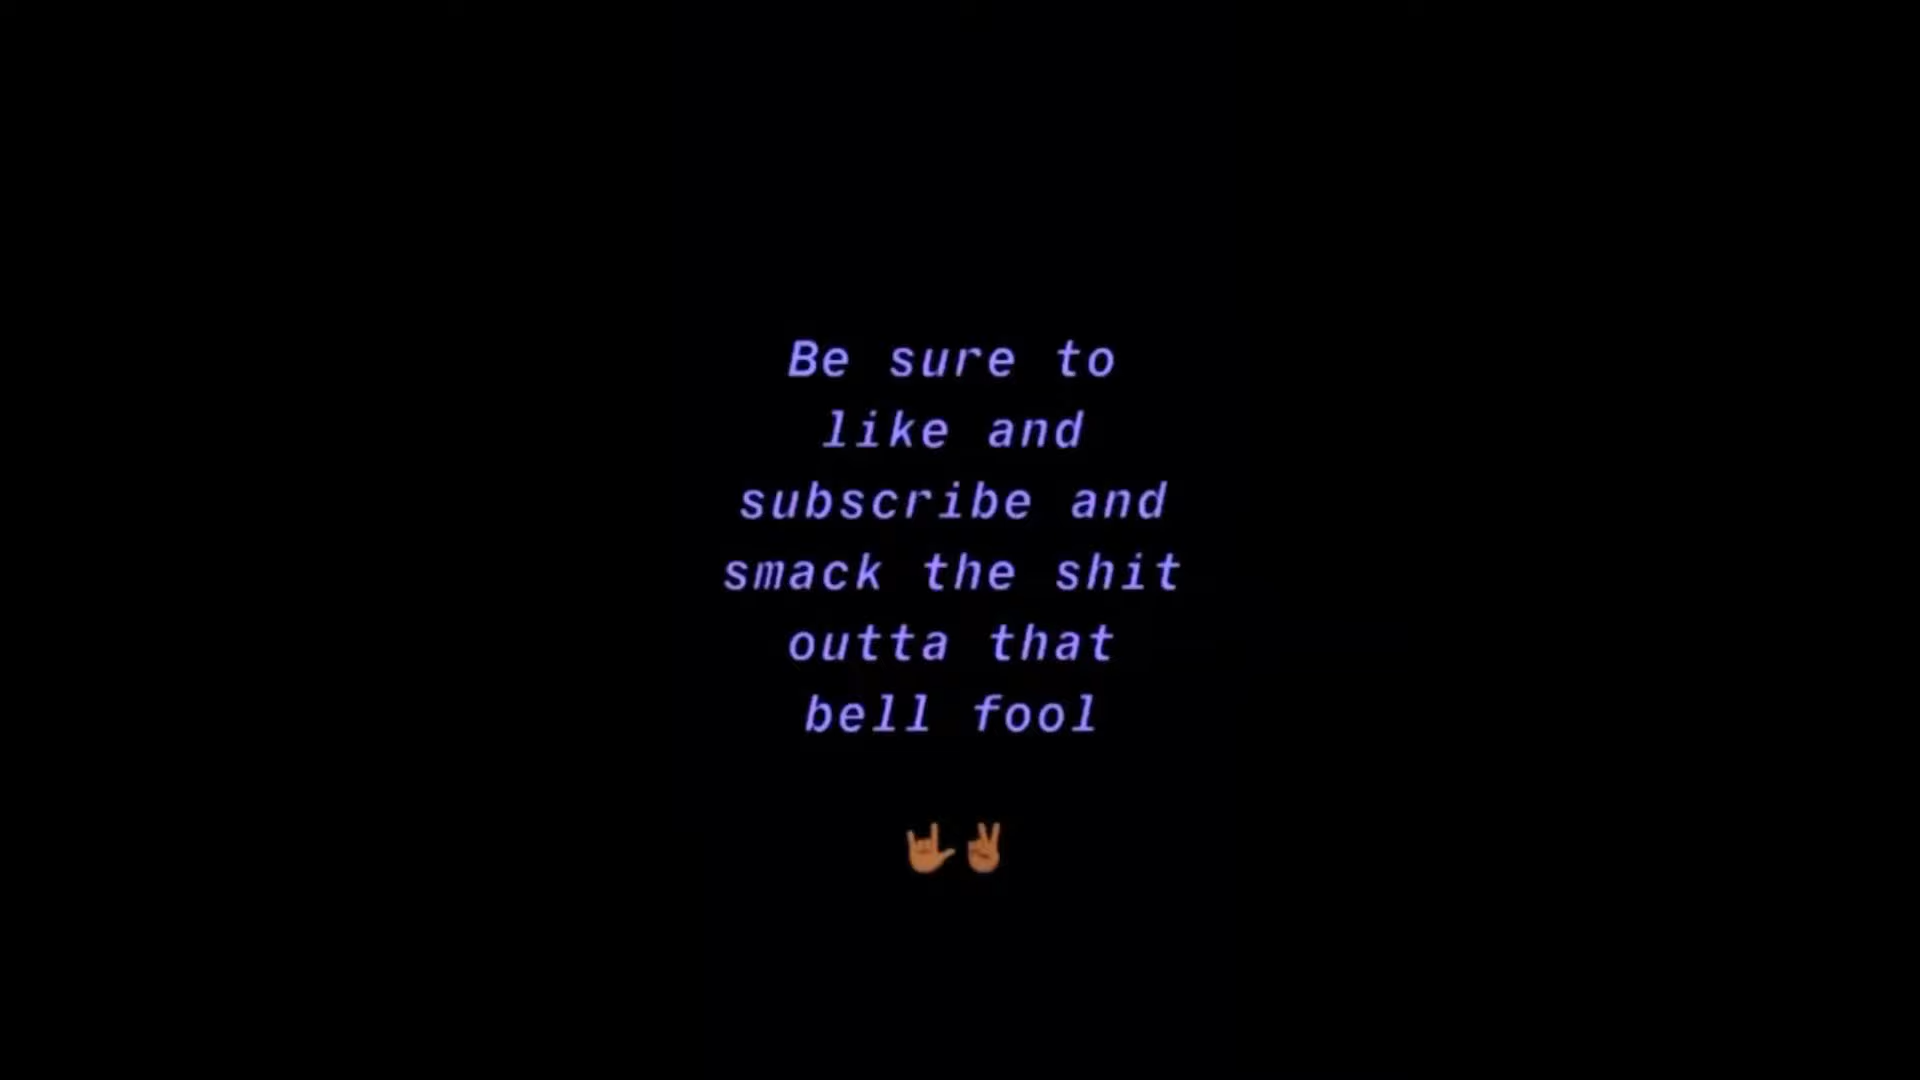 Be sure to
like and
subscribe and
smack the shit
outta that
bell fool
🤟🏾✌🏾